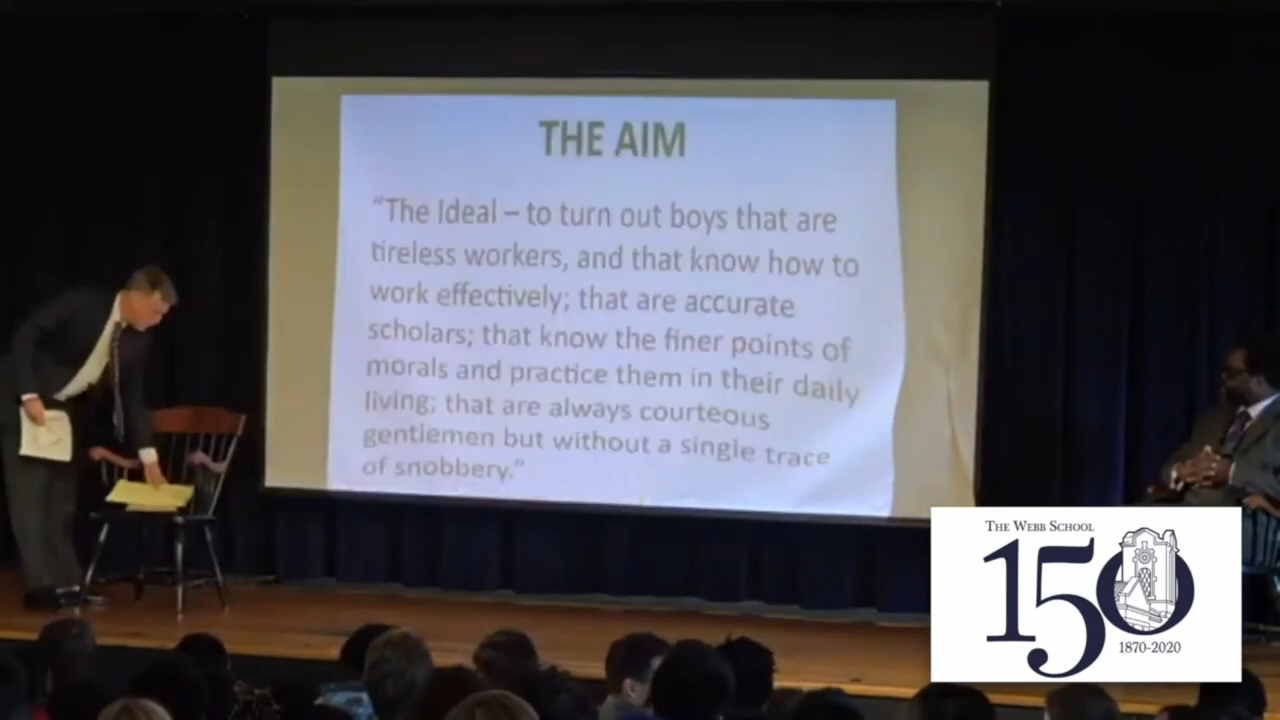 THE AIM
“The Ideal – to turn out boys that are
tireless workers, and that know how to
work effectively; that are accurate
scholars; that know the finer points of
morals and practice them in their daily
living; that are always courteous
gentlemen but without a single trace
of snobbery.”
THE WEBB SCHOOL
150
1870-2020